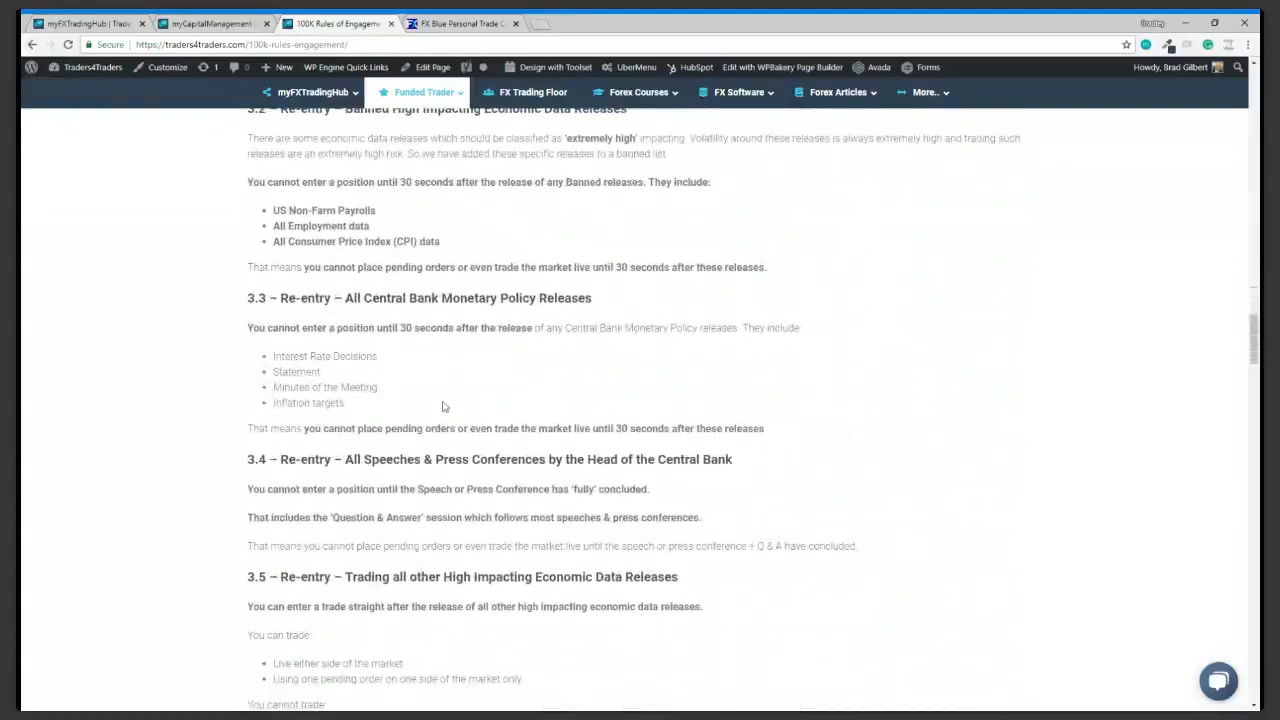 myFXTradingHub | Trade
myCapitalManagement |
100K Rules of Engageme
FX Blue Personal Trade C
Bradley
Secure
https://traders4traders.com/100k-rules-engagement/
Traders4Traders
Customize
1
0
New
WP Engine Quick Links
Edit Page
Design with Toolset
UberMenu
HubSpot
Edit with WPBakery Page Builder
Avada
Forms
Howdy, Brad Gilbert
myFXTradingHub
Funded Trader
FX Trading Floor
Forex Courses
FX Software
Forex Articles
More..
3.2 – Re-entry – Banned High Impacting Economic Data Releases
There are some economic data releases which should be classified as 'extremely high' impacting. Volatility around these releases is always extremely high and trading such
releases are an extremely high risk. So we have added these specific releases to a banned list.
You cannot enter a position until 30 seconds after the release of any Banned releases. They include:
• US Non-Farm Payrolls
• All Employment data
• All Consumer Price Index (CPI) data
That means you cannot place pending orders or even trade the market live until 30 seconds after these releases.
3.3 – Re-entry – All Central Bank Monetary Policy Releases
You cannot enter a position until 30 seconds after the release of any Central Bank Monetary Policy releases. They include:
• Interest Rate Decisions
• Statement
• Minutes of the Meeting
• Inflation targets
That means you cannot place pending orders or even trade the market live until 30 seconds after these releases
3.4 – Re-entry – All Speeches & Press Conferences by the Head of the Central Bank
You cannot enter a position until the Speech or Press Conference has 'fully' concluded.
That includes the 'Question & Answer' session which follows most speeches & press conferences.
That means you cannot place pending orders or even trade the market live until the speech or press conference + Q & A have concluded.
3.5 – Re-entry – Trading all other High Impacting Economic Data Releases
You can enter a trade straight after the release of all other high impacting economic data releases.
You can trade:
• Live either side of the market
• Using one pending order on one side of the market only
You cannot trade: